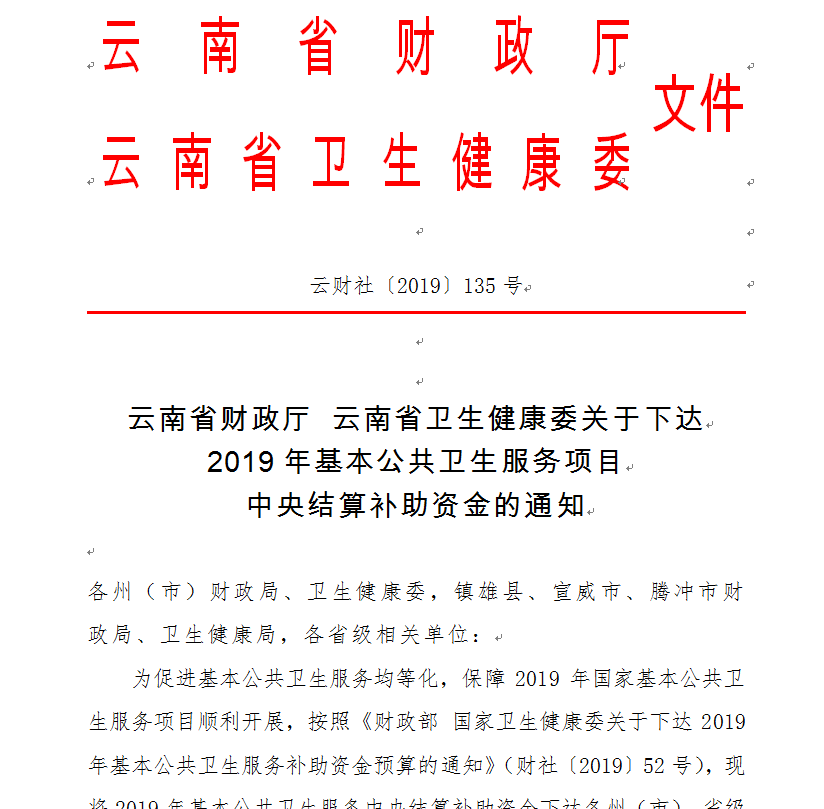 云南省财政厅
文件
云南省卫生健康委
云财社〔2019〕135 号
云南省财政厅 云南省卫生健康委关于下达
2019 年基本公共卫生服务项目
中央结算补助资金的通知
各州（市）财政局、卫生健康委，镇雄县、宣威市、腾冲市财
政局、卫生健康局，各省级相关单位：
为促进基本公共卫生服务均等化，保障 2019 年国家基本公共卫
生服务项目顺利开展，按照《财政部 国家卫生健康委关于下达 2019
年基本公共卫生服务补助资金预算的通知》（财社〔2019〕52 号），现
将 2019 年基本公共卫生服务中央结算补助资金下达各州（市）、省级